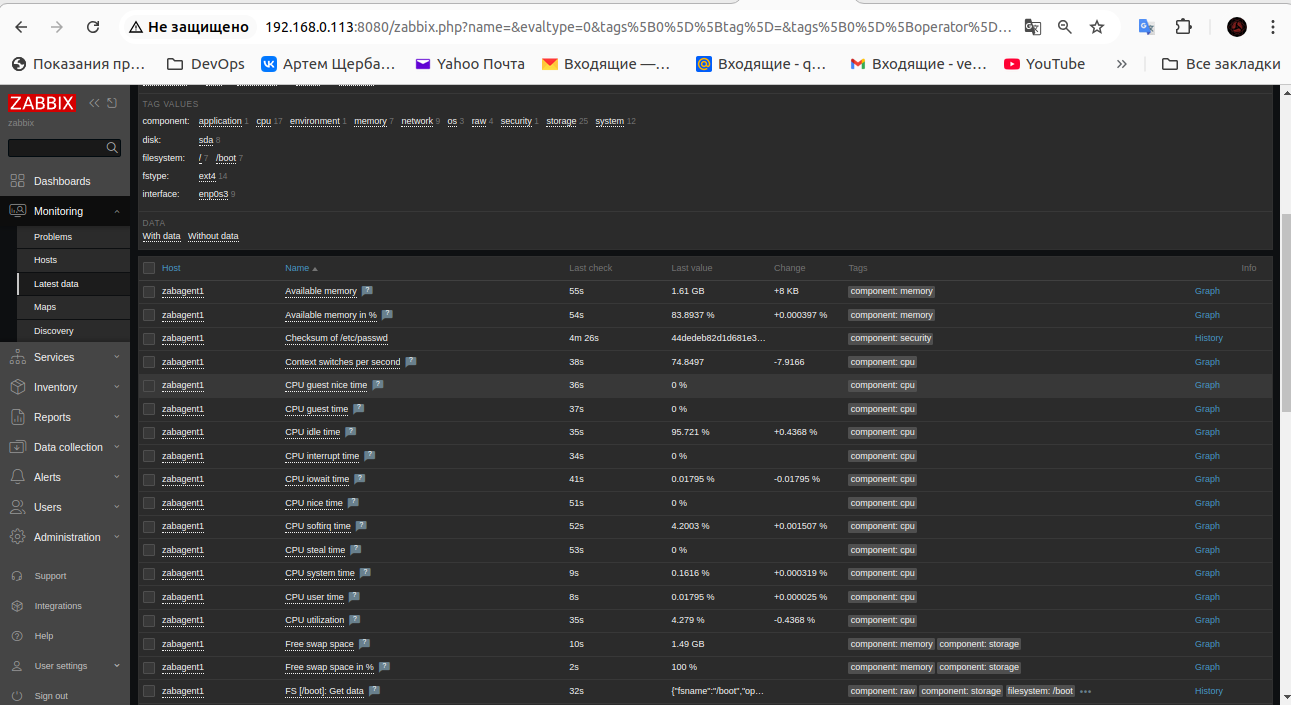 Не защищено 192.168.0.113:8080/zabbix.php?name=&evaltype=0&tags%5B0%5D%5Btag%5D=&tags%5B0%5D%5Boperator%5D...
Показания пр... DevOps Артем Щерба... Yahoo Почта Входящие —... Входящие - q... Входящие - ve... YouTube » Все закладки
ZABBIX
zabbix
Dashboards
Monitoring
Problems
Hosts
Latest data
Maps
Discovery
Services
Inventory
Reports
Data collection
Alerts
Users
Administration
Support
Integrations
Help
User settings
Sign out
TAG VALUES
component: application 1 cpu 17 environment 1 memory 7 network 9 os 3 raw 4 security 1 storage 25 system 12
disk: sda 8
filesystem: / 7 /boot 7
fstype: ext4 14
interface: enp0s3 9
DATA
With data Without data
Host Name Last check Last value Change Tags Info
zabagent1 Available memory ? 55s 1.61 GB +8 KB component: memory Graph
zabagent1 Available memory in % ? 54s 83.8937 % +0.000397 % component: memory Graph
zabagent1 Checksum of /etc/passwd 4m 26s 44dedeb82d1d681e3... component: security History
zabagent1 Context switches per second ? 38s 74.8497 -7.9166 component: cpu Graph
zabagent1 CPU guest nice time ? 36s 0 % component: cpu Graph
zabagent1 CPU guest time ? 37s 0 % component: cpu Graph
zabagent1 CPU idle time ? 35s 95.721 % +0.4368 % component: cpu Graph
zabagent1 CPU interrupt time ? 34s 0 % component: cpu Graph
zabagent1 CPU iowait time ? 41s 0.01795 % -0.01795 % component: cpu Graph
zabagent1 CPU nice time ? 51s 0 % component: cpu Graph
zabagent1 CPU softirq time ? 52s 4.2003 % +0.001507 % component: cpu Graph
zabagent1 CPU steal time ? 53s 0 % component: cpu Graph
zabagent1 CPU system time ? 9s 0.1616 % +0.000319 % component: cpu Graph
zabagent1 CPU user time ? 8s 0.01795 % +0.000025 % component: cpu Graph
zabagent1 CPU utilization ? 35s 4.279 % -0.4368 % component: cpu Graph
zabagent1 Free swap space ? 10s 1.49 GB component: memory component: storage Graph
zabagent1 Free swap space in % ? 2s 100 % component: memory component: storage Graph
zabagent1 FS [/boot]: Get data ? 32s {"fsname":"/boot","op... component: raw component: storage filesystem: /boot ••• History